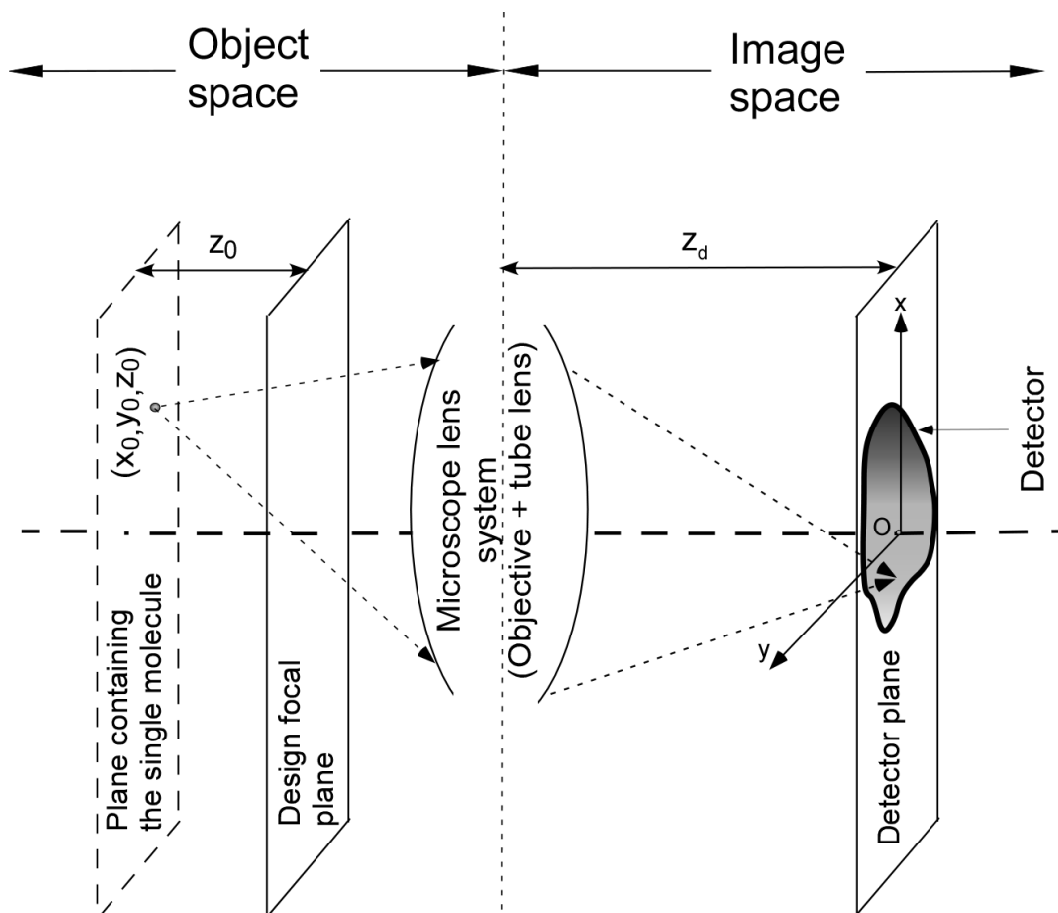 Object
space
Image
space
z0
zd
(x0,y0,z0)
x
Microscope lens
system
(Objective + tube lens)
Detector
O
y
Plane containing
the single molecule
Design focal
plane
Detector plane